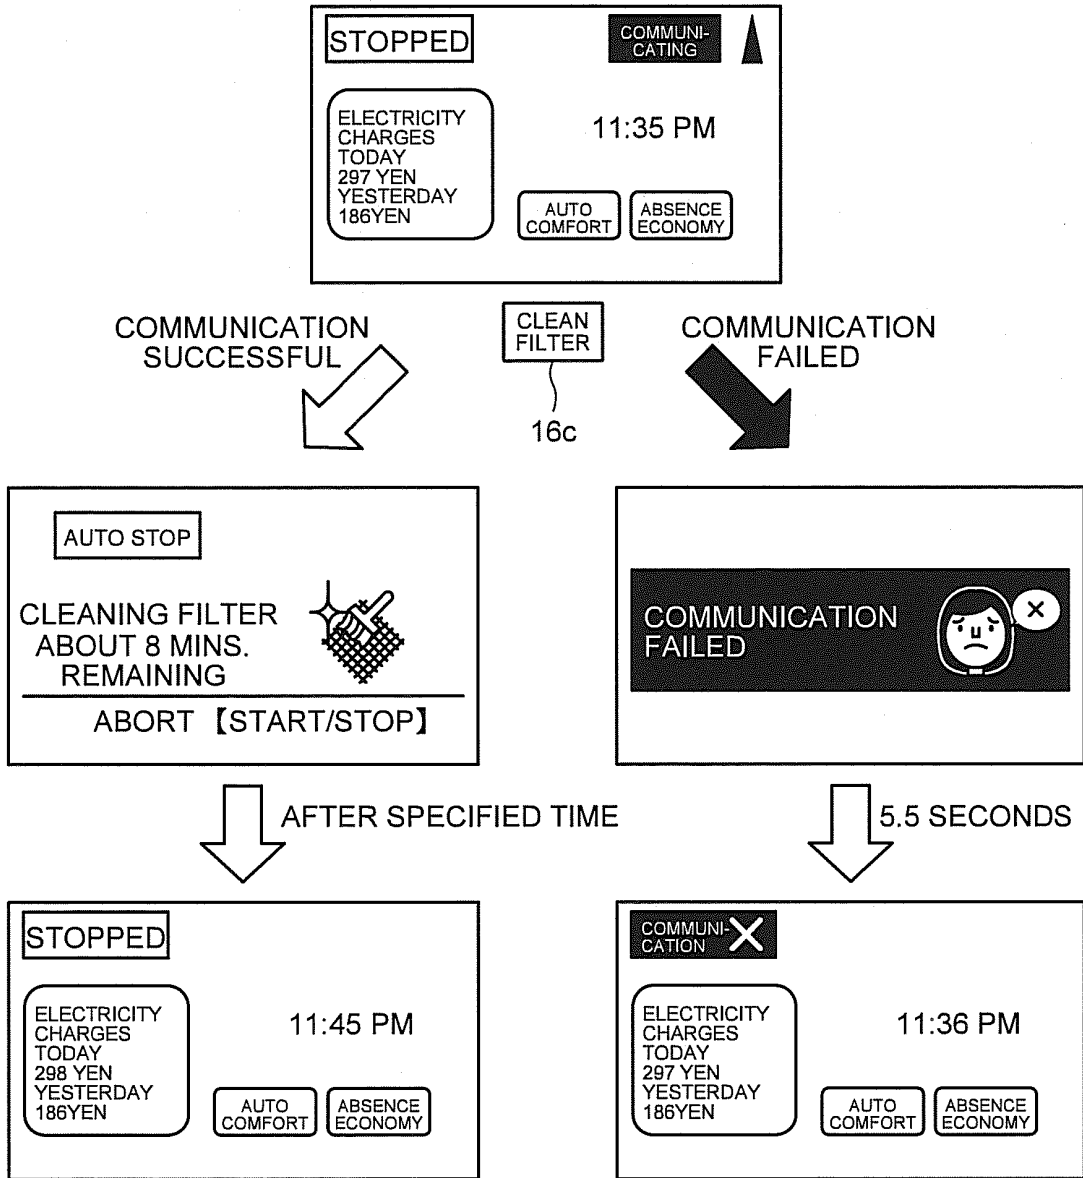 STOPPED
COMMUNI-
CATING
ELECTRICITY
CHARGES
TODAY
297 YEN
YESTERDAY
186YEN
11:35 PM
AUTO
COMFORT
ABSENCE
ECONOMY
COMMUNICATION
SUCCESSFUL
CLEAN
FILTER
16c
COMMUNICATION
FAILED
AUTO STOP
CLEANING FILTER
ABOUT 8 MINS.
REMAINING
ABORT 【START/STOP】
COMMUNICATION
FAILED
×
AFTER SPECIFIED TIME
5.5 SECONDS
STOPPED
ELECTRICITY
CHARGES
TODAY
298 YEN
YESTERDAY
186YEN
11:45 PM
AUTO
COMFORT
ABSENCE
ECONOMY
COMMUNI-
CATION
ELECTRICITY
CHARGES
TODAY
297 YEN
YESTERDAY
186YEN
11:36 PM
AUTO
COMFORT
ABSENCE
ECONOMY